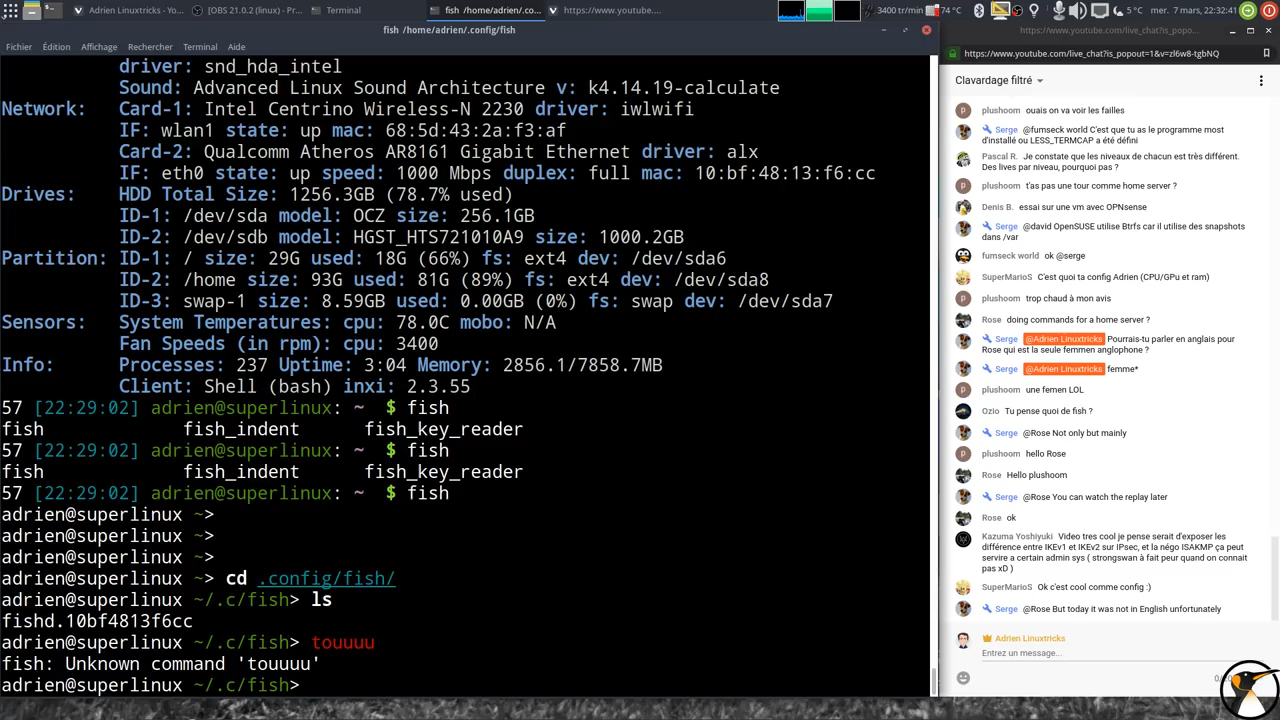 Adrien Linuxtricks - Yo...
[OBS 21.0.2 (linux) - Pr...
Terminal
fish /home/adrien/.co...
https://www.youtube....
3400 tr/min
74 °C
5 °C
mer. 7 mars, 22:32:41
fish /home/adrien/.config/fish
Fichier Édition Affichage Rechercher Terminal Aide
driver: snd_hda_intel
Sound: Advanced Linux Sound Architecture v: k4.14.19-calculate
Network: Card-1: Intel Centrino Wireless-N 2230 driver: iwlwifi
IF: wlan1 state: up mac: 68:5d:43:2a:f3:af
Card-2: Qualcomm Atheros AR8161 Gigabit Ethernet driver: alx
IF: eth0 state: up speed: 1000 Mbps duplex: full mac: 10:bf:48:13:f6:cc
Drives: HDD Total Size: 1256.3GB (78.7% used)
ID-1: /dev/sda model: OCZ size: 256.1GB
ID-2: /dev/sdb model: HGST_HTS721010A9 size: 1000.2GB
Partition: ID-1: / size: 29G used: 18G (66%) fs: ext4 dev: /dev/sda6
ID-2: /home size: 93G used: 81G (89%) fs: ext4 dev: /dev/sda8
ID-3: swap-1 size: 8.59GB used: 0.00GB (0%) fs: swap dev: /dev/sda7
Sensors: System Temperatures: cpu: 78.0C mobo: N/A
Fan Speeds (in rpm): cpu: 3400
Info: Processes: 237 Uptime: 3:04 Memory: 2856.1/7858.7MB
Client: Shell (bash) inxi: 2.3.55
57 [22:29:02] adrien@superlinux: ~ $ fish
fish fish_indent fish_key_reader
57 [22:29:02] adrien@superlinux: ~ $ fish
fish fish_indent fish_key_reader
57 [22:29:02] adrien@superlinux: ~ $ fish
adrien@superlinux ~>
adrien@superlinux ~>
adrien@superlinux ~>
adrien@superlinux ~> cd .config/fish/
adrien@superlinux ~/.c/fish> ls
fishd.10bf4813f6cc
adrien@superlinux ~/.c/fish> touuuu
fish: Unknown command 'touuuu'
adrien@superlinux ~/.c/fish>
https://www.youtube.com/live_chat?is_popo...
https://www.youtube.com/live_chat?is_popout=1&v=zl6w8-tgbNQ
Clavardage filtré
plushoom ouais on va voir les failles
Serge @fumseck world C'est que tu as le programme most
d'installé ou LESS_TERMCAP a été défini
Pascal R. Je constate que les niveaux de chacun est très différent.
Des lives par niveau, pourquoi pas ?
plushoom t'as pas une tour comme home server ?
Denis B. essai sur une vm avec OPNsense
Serge @david OpenSUSE utilise Btrfs car il utilise des snapshots
dans /var
fumseck world ok @serge
SuperMarioS C'est quoi ta config Adrien (CPU/GPu et ram)
plushoom trop chaud à mon avis
Rose doing commands for a home server ?
Serge @Adrien Linuxtricks Pourrais-tu parler en anglais pour
Rose qui est la seule femmen anglophone ?
Serge @Adrien Linuxtricks femme*
plushoom une femen LOL
Ozio Tu pense quoi de fish ?
Serge @Rose Not only but mainly
plushoom hello Rose
Rose Hello plushoom
Serge @Rose You can watch the replay later
Rose ok
Kazuma Yoshiyuki Video tres cool je pense serait d'exposer les
différence entre IKEv1 et IKEv2 sur IPsec, et la négo ISAKMP ça peut
servire a certain admin sys ( strongswan à fait peur quand on connait
pas xD )
SuperMarioS Ok c'est cool comme config :)
Serge @Rose But today it was not in English unfortunately
Adrien Linuxtricks
Entrez un message...